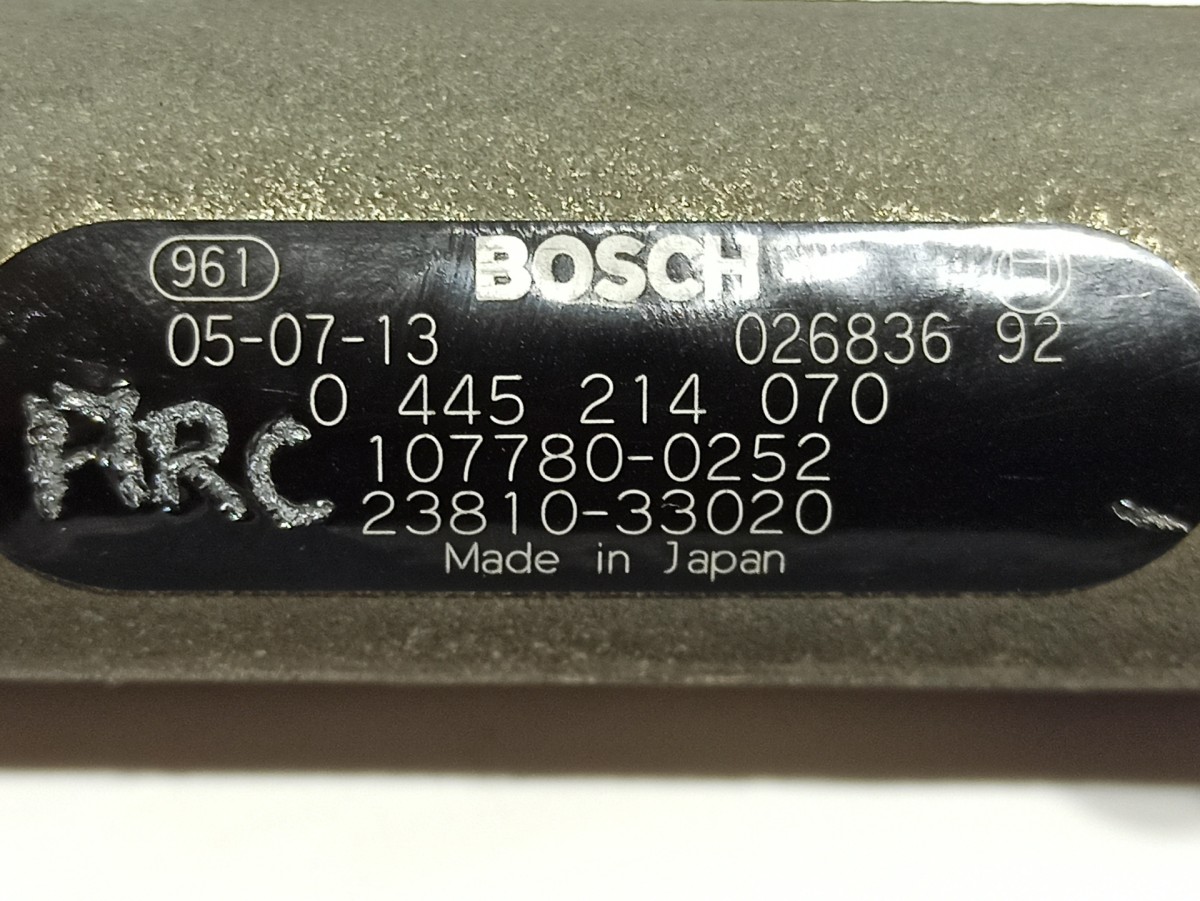 961 BOSCH
05-07-13 026836 92
0 445 214 070
ARC
107780-0252
23810-33020
Made in Japan